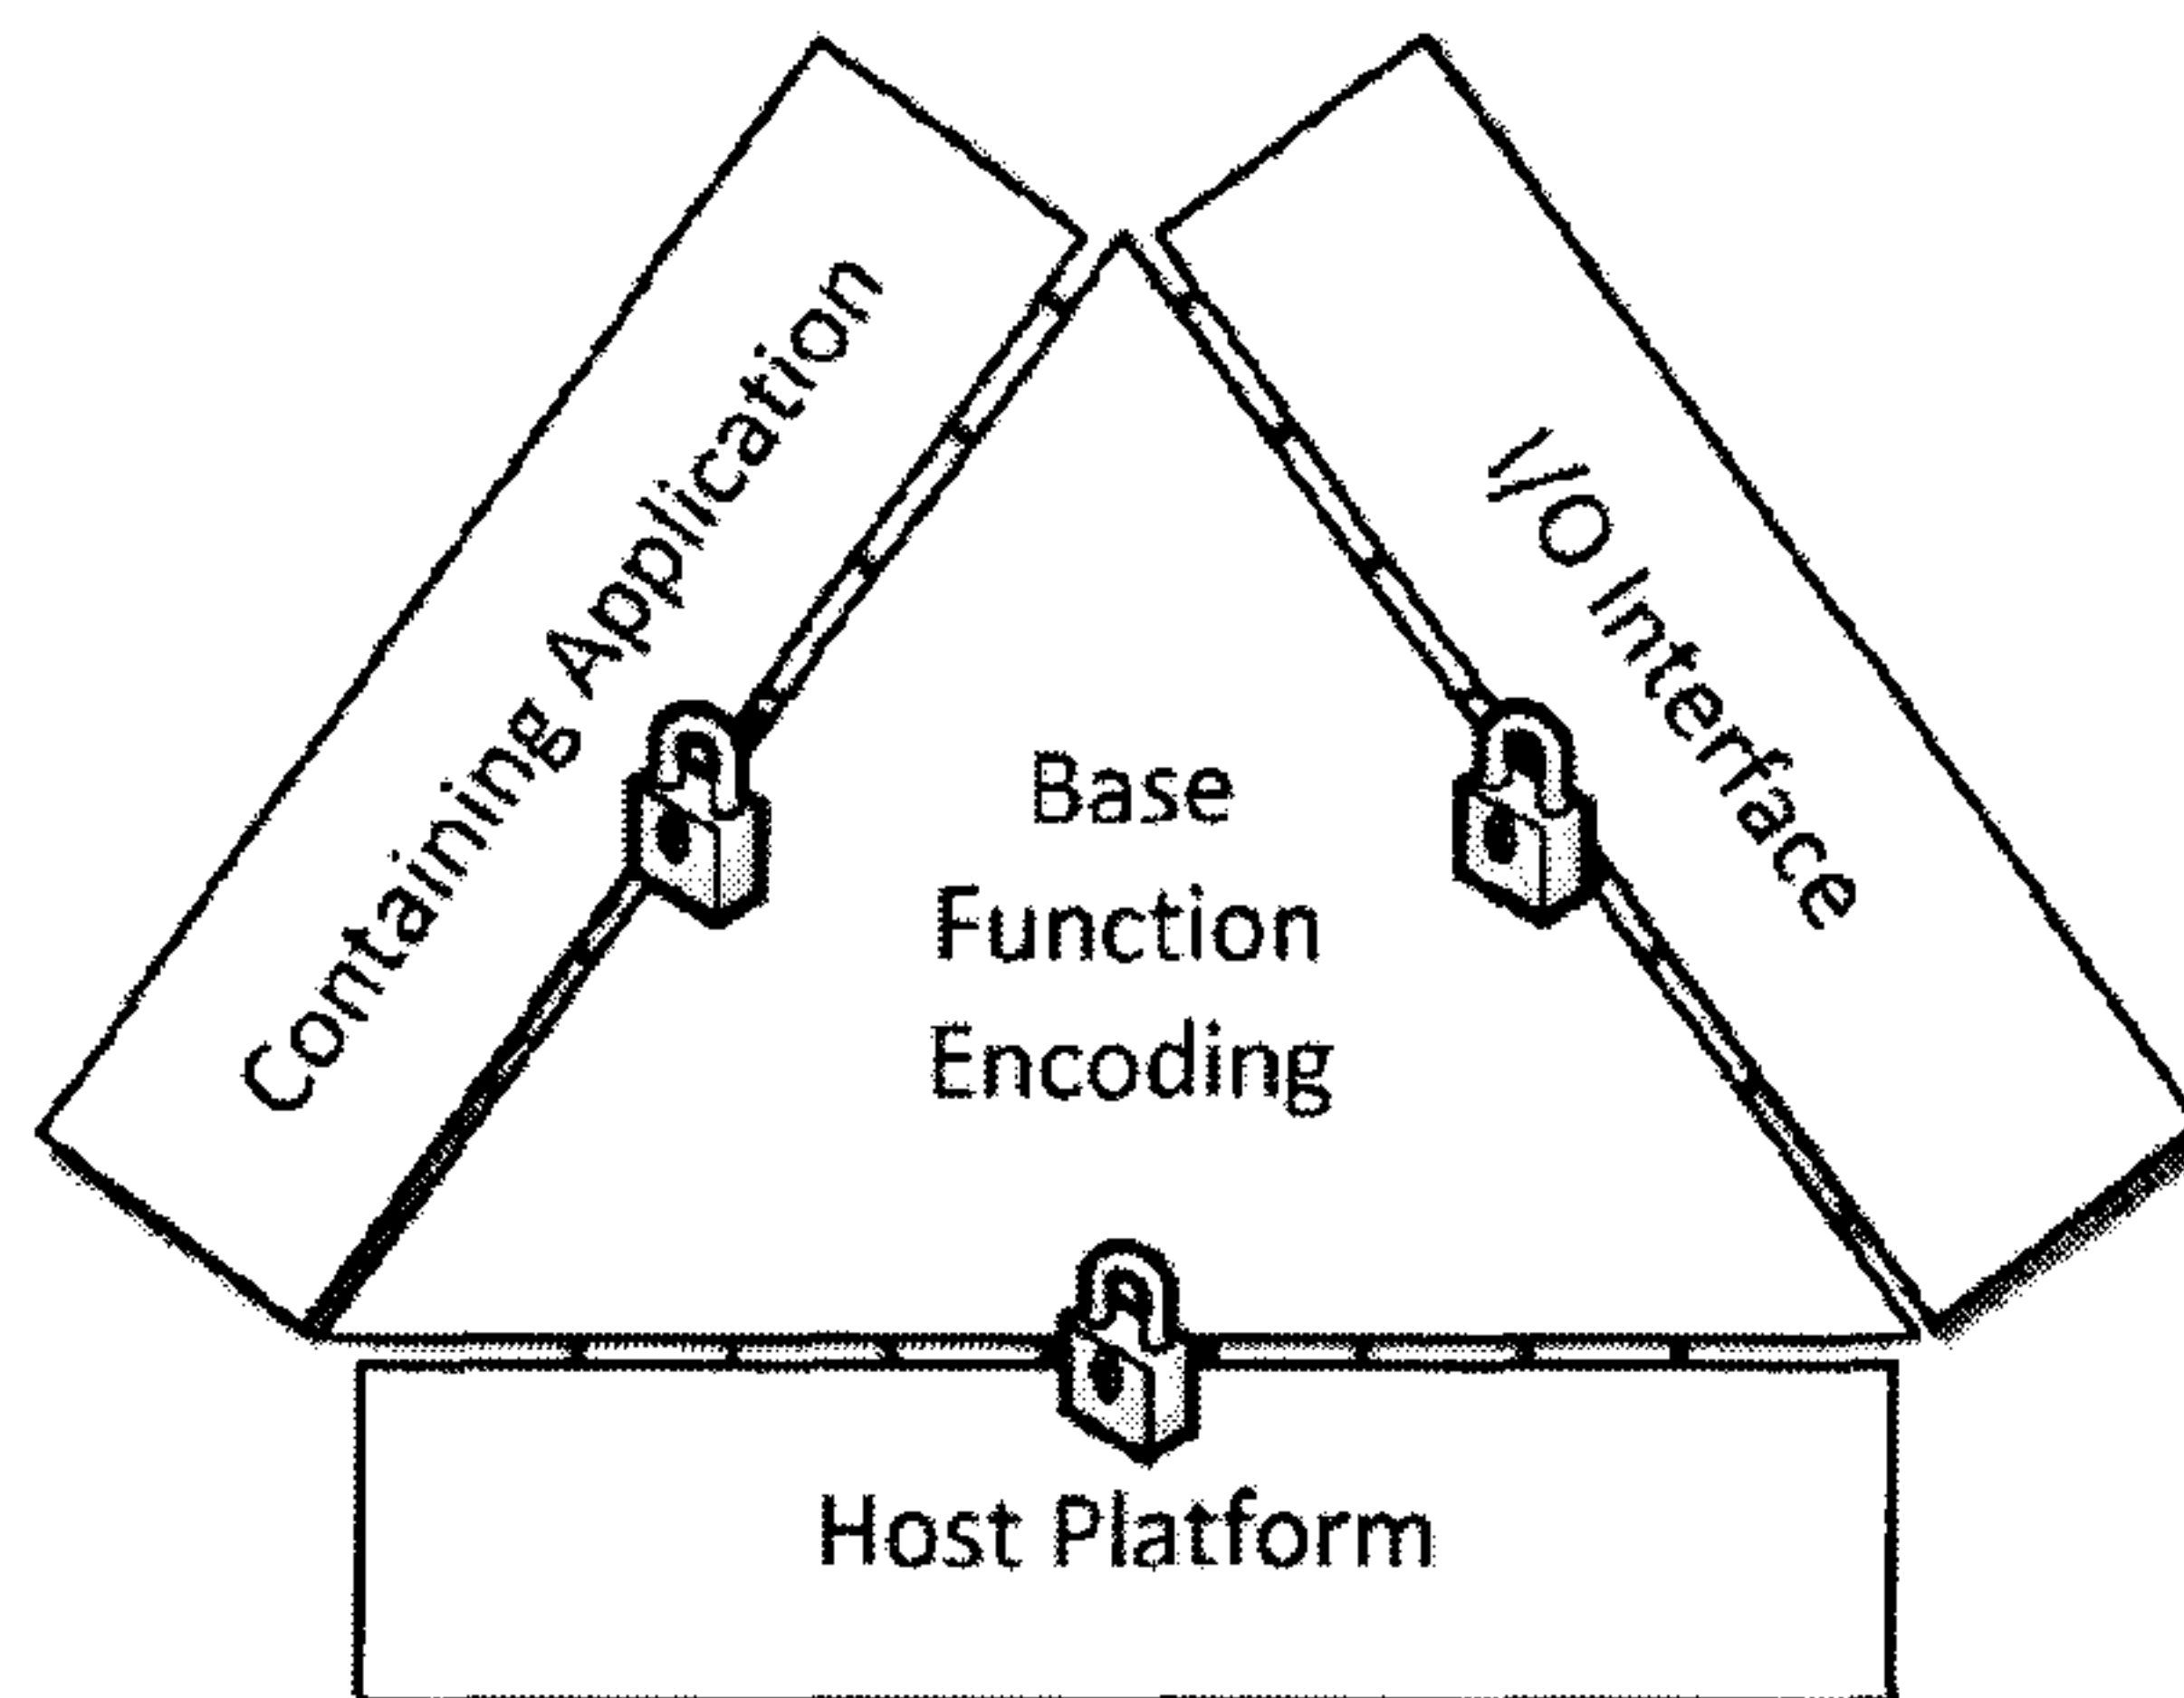 Containing Application
I/O Interface
Base
Function
Encoding
Host Platform